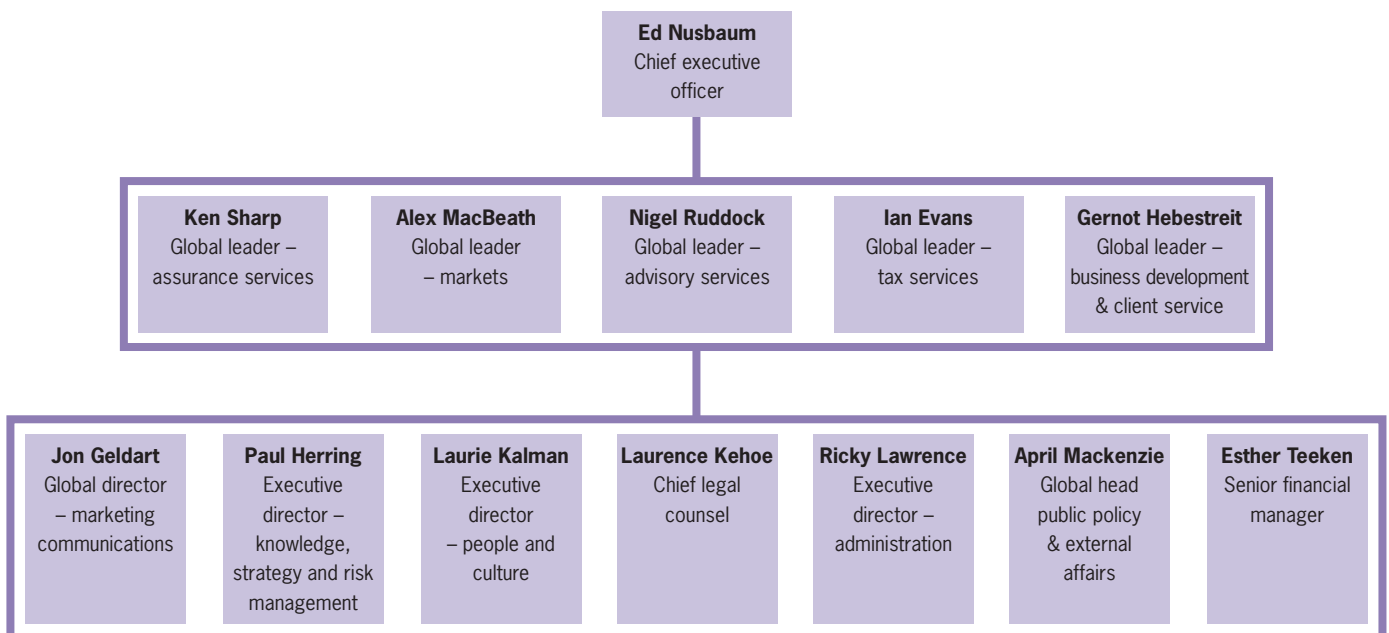 Ed Nusbaum
Chief executive
officer
Ken Sharp
Global leader –
assurance services
Alex MacBeath
Global leader
– markets
Nigel Ruddock
Global leader –
advisory services
Ian Evans
Global leader –
tax services
Gernot Hebestreit
Global leader –
business development
& client service
Jon Geldart
Global director
– marketing
communications
Paul Herring
Executive
director –
knowledge,
strategy and risk
management
Laurie Kalman
Executive
director
– people and
culture
Laurence Kehoe
Chief legal
counsel
Ricky Lawrence
Executive
director –
administration
April Mackenzie
Global head
public policy
& external
affairs
Esther Teeken
Senior financial
manager